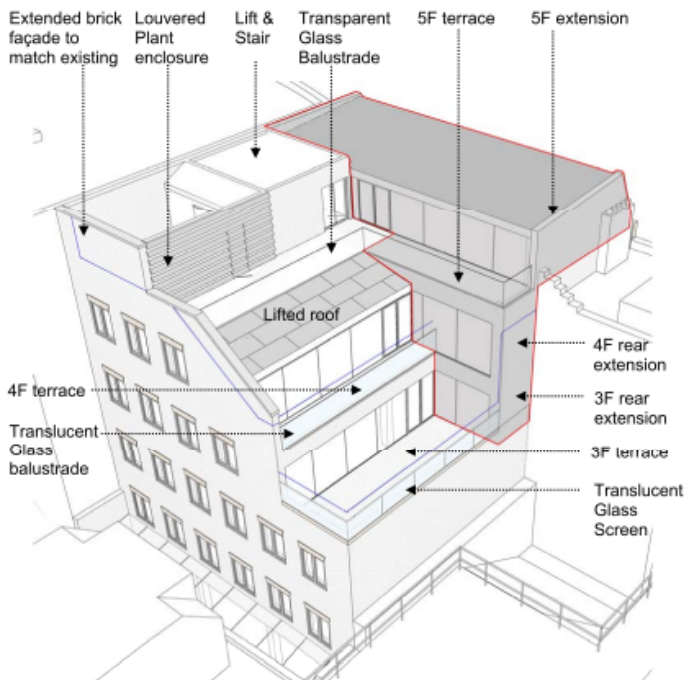 Extended brick
façade to
match existing
Louvered
Plant
enclosure
Lift &
Stair
Transparent
Glass
Balustrade
5F terrace
5F extension
Lifted roof
4F rear
extension
4F terrace
3F rear
extension
Translucent
Glass
balustrade
3F terrace
Translucent
Glass
Screen